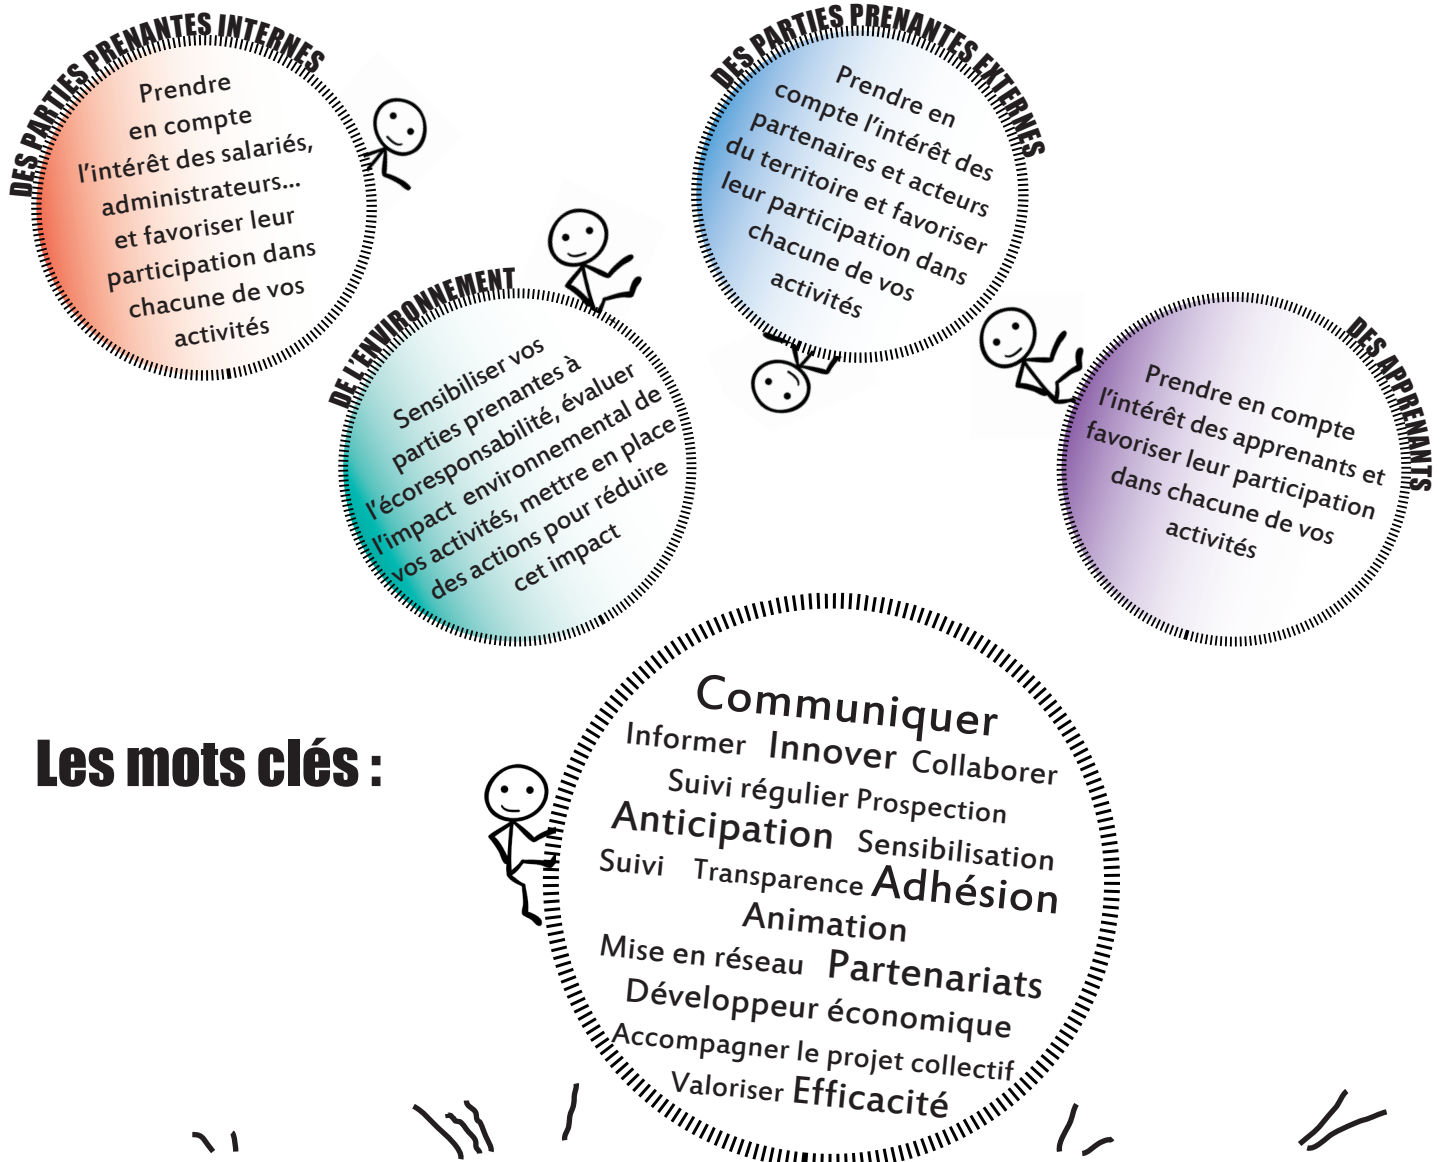 DES PARTIES PRENANTES INTERNES
Prendre
en compte
l'intérêt des salariés,
administrateurs...
et favoriser leur
participation dans
chacune de vos
activités
DE L'ENVIRONNEMENT
Sensibiliser vos
parties prenantes à
l'écoresponsabilité, évaluer
l'impact environnemental de
vos activités, mettre en place
des actions pour réduire
cet impact
DES PARTIES PRENANTES EXTERNES
Prendre en
compte l'intérêt des
partenaires et acteurs
du territoire et favoriser
leur participation dans
chacune de vos
activités
DES APPRENANTS
Prendre en compte
l'intérêt des apprenants et
favoriser leur participation
dans chacune de vos
activités
Les mots clés :
Communiquer
Informer Innover Collaborer
Suivi régulier Prospection
Anticipation Sensibilisation
Suivi Transparence Adhésion
Animation
Mise en réseau Partenariats
Développeur économique
Accompagner le projet collectif
Valoriser Efficacité